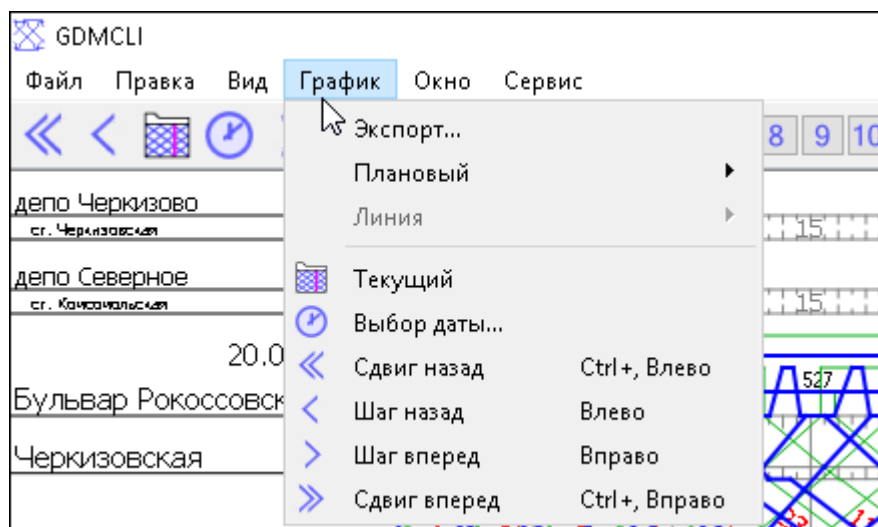 GDMCLI
Файл Правка Вид График Окно Сервис
Экспорт...
8 9 10
Плановый
депо Черкизово
Линия
ст. Черкизовская
15
депо Северное
Текущий
ст. Комсомольская
15
Выбор даты...
20.0
Сдвиг назад Ctrl+, Влево
527
Бульвар Рокоссовск
Шаг назад Влево
Черкизовская
Шаг вперед Вправо
Сдвиг вперед Ctrl+, Вправо